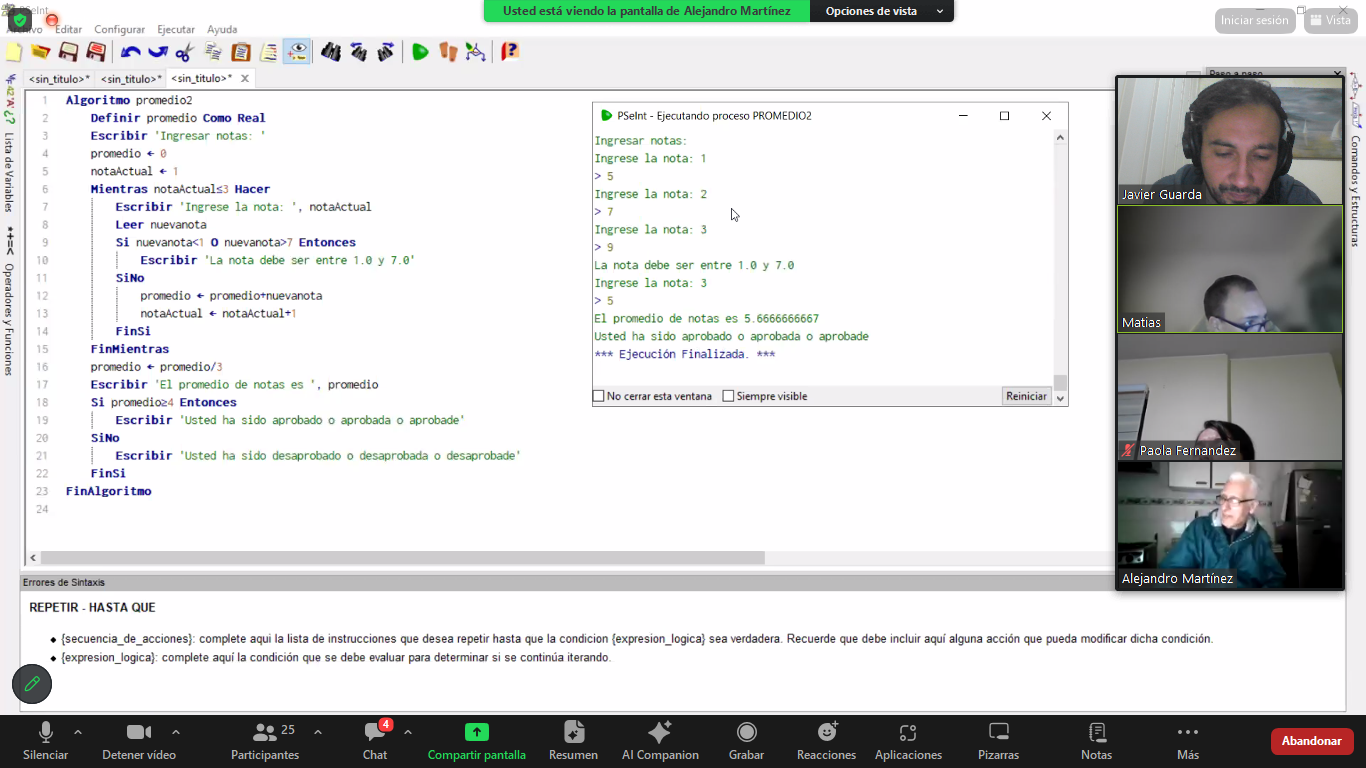 PSeInt
Usted está viendo la pantalla de Alejandro Martínez
Opciones de vista
Archivo Editar Configurar Ejecutar Ayuda
Iniciar sesión
Vista
<sin_titulo>* <sin_titulo>* <sin_titulo>* X
Paso a paso
Lista de Variables
Operadores y Funciones
Comandos y Estructuras
1 Algoritmo promedio2
2 Definir promedio Como Real
3 Escribir 'Ingresar notas: '
4 promedio ← 0
5 notaActual ← 1
6 Mientras notaActual≤3 Hacer
7 Escribir 'Ingrese la nota: ', notaActual
8 Leer nuevanota
9 Si nuevanota<1 O nuevanota>7 Entonces
10 Escribir 'La nota debe ser entre 1.0 y 7.0'
11 SiNo
12 promedio ← promedio+nuevanota
13 notaActual ← notaActual+1
14 FinSi
15 FinMientras
16 promedio ← promedio/3
17 Escribir 'El promedio de notas es ', promedio
18 Si promedio≥4 Entonces
19 Escribir 'Usted ha sido aprobado o aprobada o aprobade'
20 SiNo
21 Escribir 'Usted ha sido desaprobado o desaprobada o desaprobade'
22 FinSi
23 FinAlgoritmo
24
PSeInt - Ejecutando proceso PROMEDIO2
Ingresar notas:
Ingrese la nota: 1
> 5
Ingrese la nota: 2
> 7
Ingrese la nota: 3
> 9
La nota debe ser entre 1.0 y 7.0
Ingrese la nota: 3
> 5
El promedio de notas es 5.6666666667
Usted ha sido aprobado o aprobada o aprobade
*** Ejecución Finalizada. ***
No cerrar esta ventana
Siempre visible
Reiniciar
Javier Guarda
Matias
Paola Fernandez
Alejandro Martínez
Errores de Sintaxis
REPETIR - HASTA QUE
{secuencia_de_acciones}: complete aqui la lista de instrucciones que desea repetir hasta que la condicion {expresion_logica} sea verdadera. Recuerde que debe incluir aquí alguna acción que pueda modificar dicha condición.
{expresion_logica}: complete aquí la condición que se debe evaluar para determinar si se continúa iterando.
Silenciar
Detener vídeo
25
Participantes
4
Chat
Compartir pantalla
Resumen
AI Companion
Grabar
Reacciones
Aplicaciones
Pizarras
Notas
Más
Abandonar